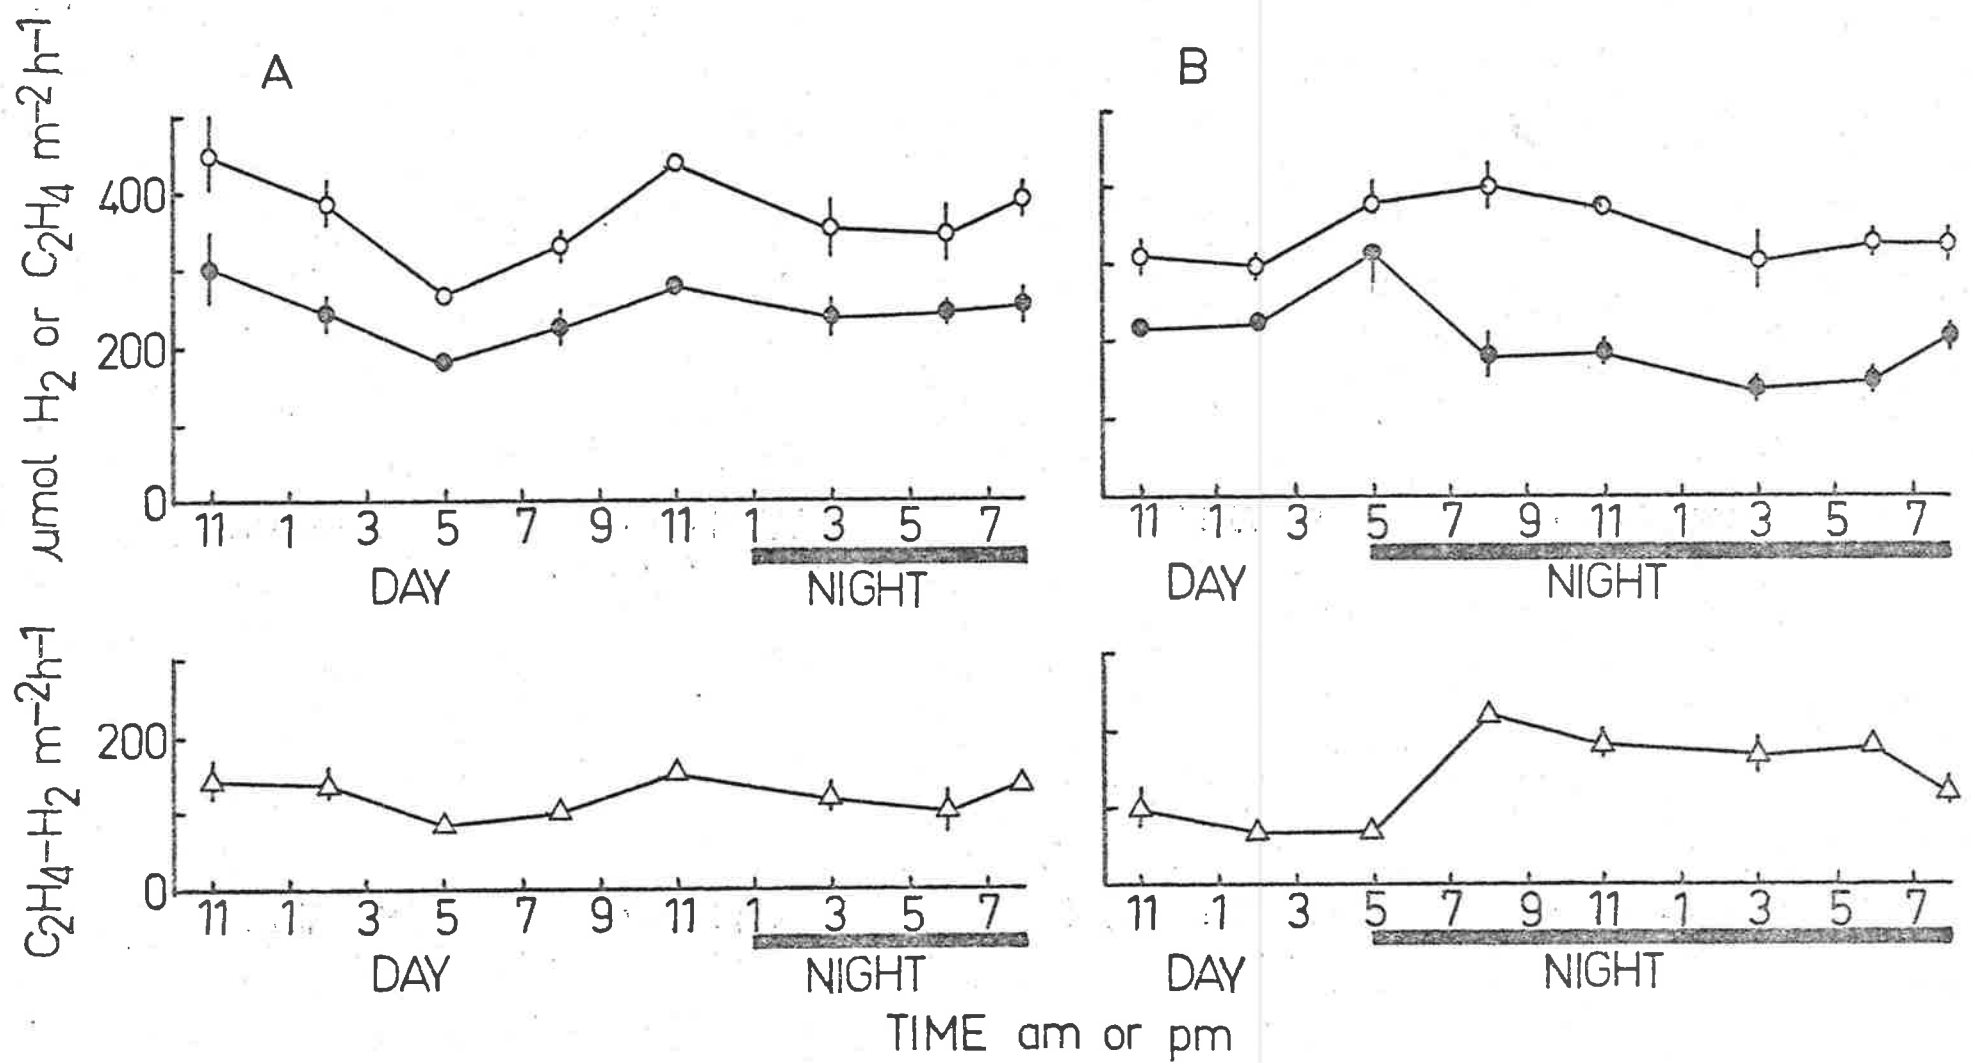 A
B
μmol H2 or C2H4 m-2h-1
400
200
0
11 1 3 5 7 9 11 1 3 5 7
DAY NIGHT
11 1 3 5 7 9 11 1 3 5 7
DAY NIGHT
C2H4-H2 m-2h-1
200
0
11 1 3 5 7 9 11 1 3 5 7
DAY NIGHT
11 1 3 5 7 9 11 1 3 5 7
DAY NIGHT
TIME am or pm